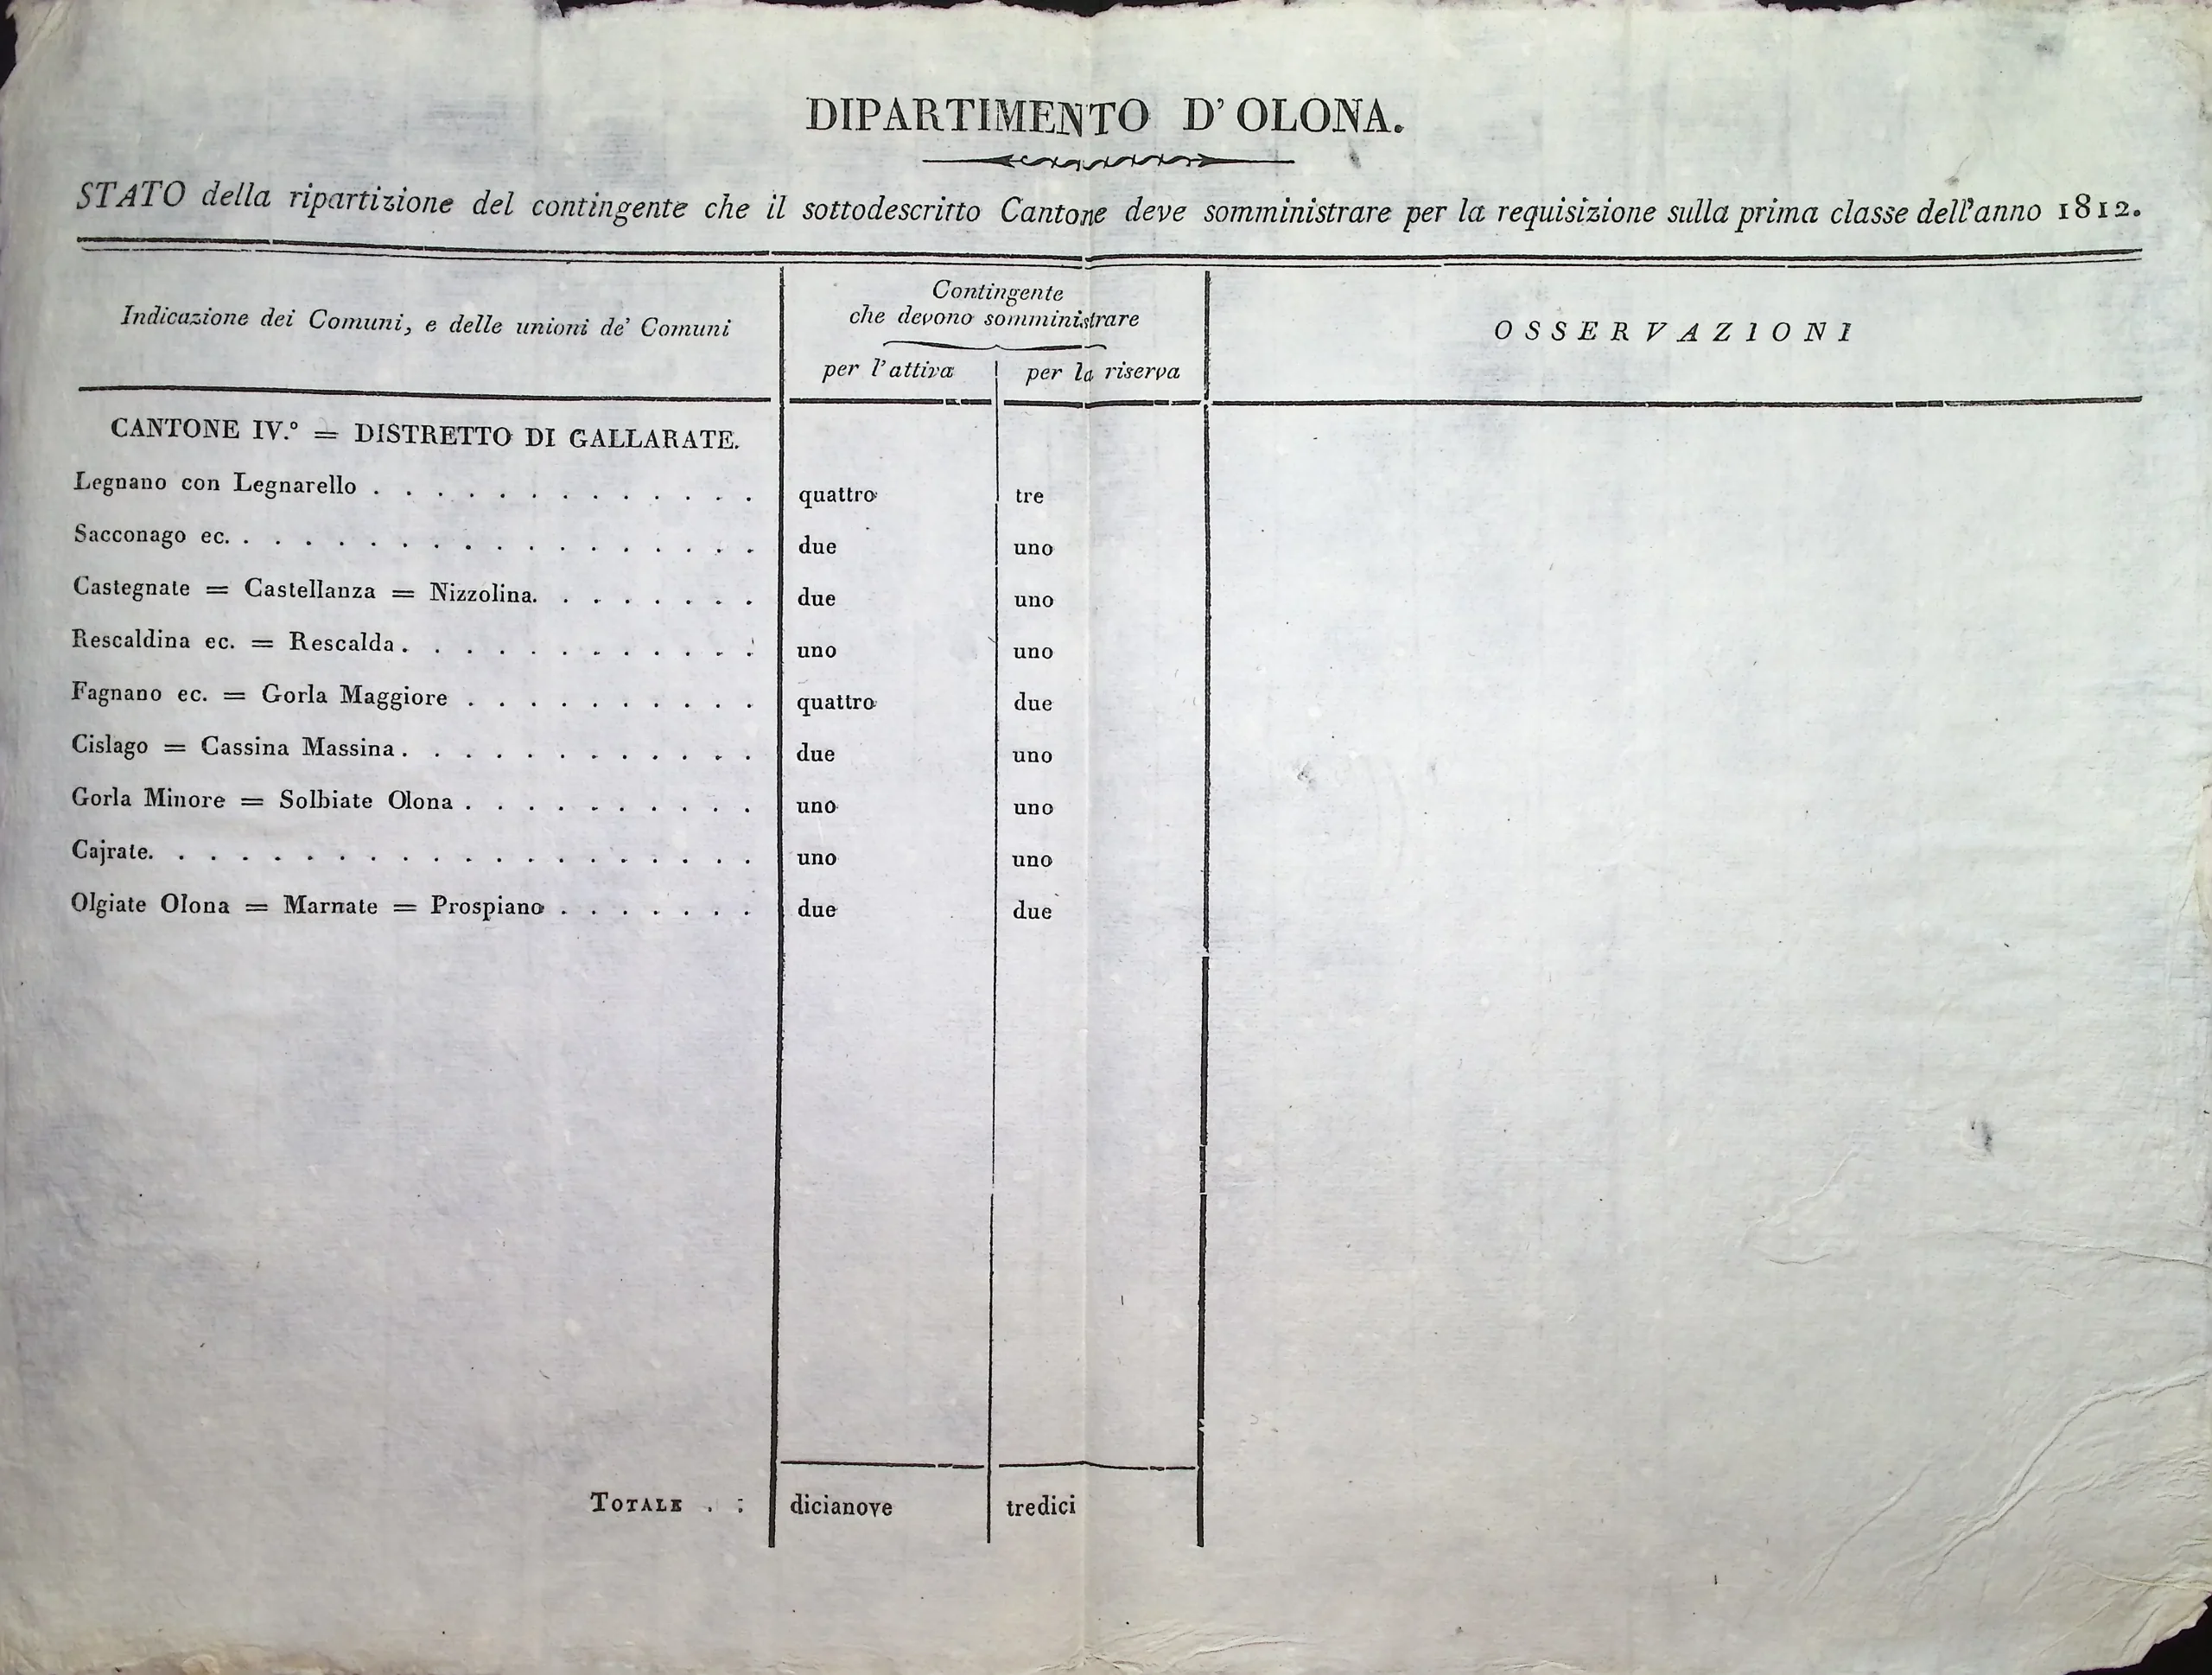 DIPARTIMENTO D' OLONA.
STATO della ripartizione del contingente che il sottodescritto Cantone deve somministrare per la requisizione sulla prima classe dell'anno 1812.
Indicazione dei Comuni, e delle unioni de' Comuni
Contingente
che devono somministrare
per l'attiva per la riserva
OSSERVAZIONI
CANTONE IV.° = DISTRETTO DI GALLARATE.
Legnano con Legnarello . . . . . . . . . . . . . quattro tre
Sacconago ec. . . . . . . . . . . . . . . . . . due uno
Castegnate = Castellanza = Nizzolina. . . . . . . . due uno
Rescaldina ec. = Rescalda . . . . . . . . . . . . uno uno
Fagnano ec. = Gorla Maggiore . . . . . . . . . . quattro due
Cislago = Cassina Massina . . . . . . . . . . . . due uno
Gorla Minore = Solbiate Olona . . . . . . . . . . uno uno
Cajrate. . . . . . . . . . . . . . . . . . . . uno uno
Olgiate Olona = Marnate = Prospiano . . . . . . . due due
TOTALE . : dicianove tredici